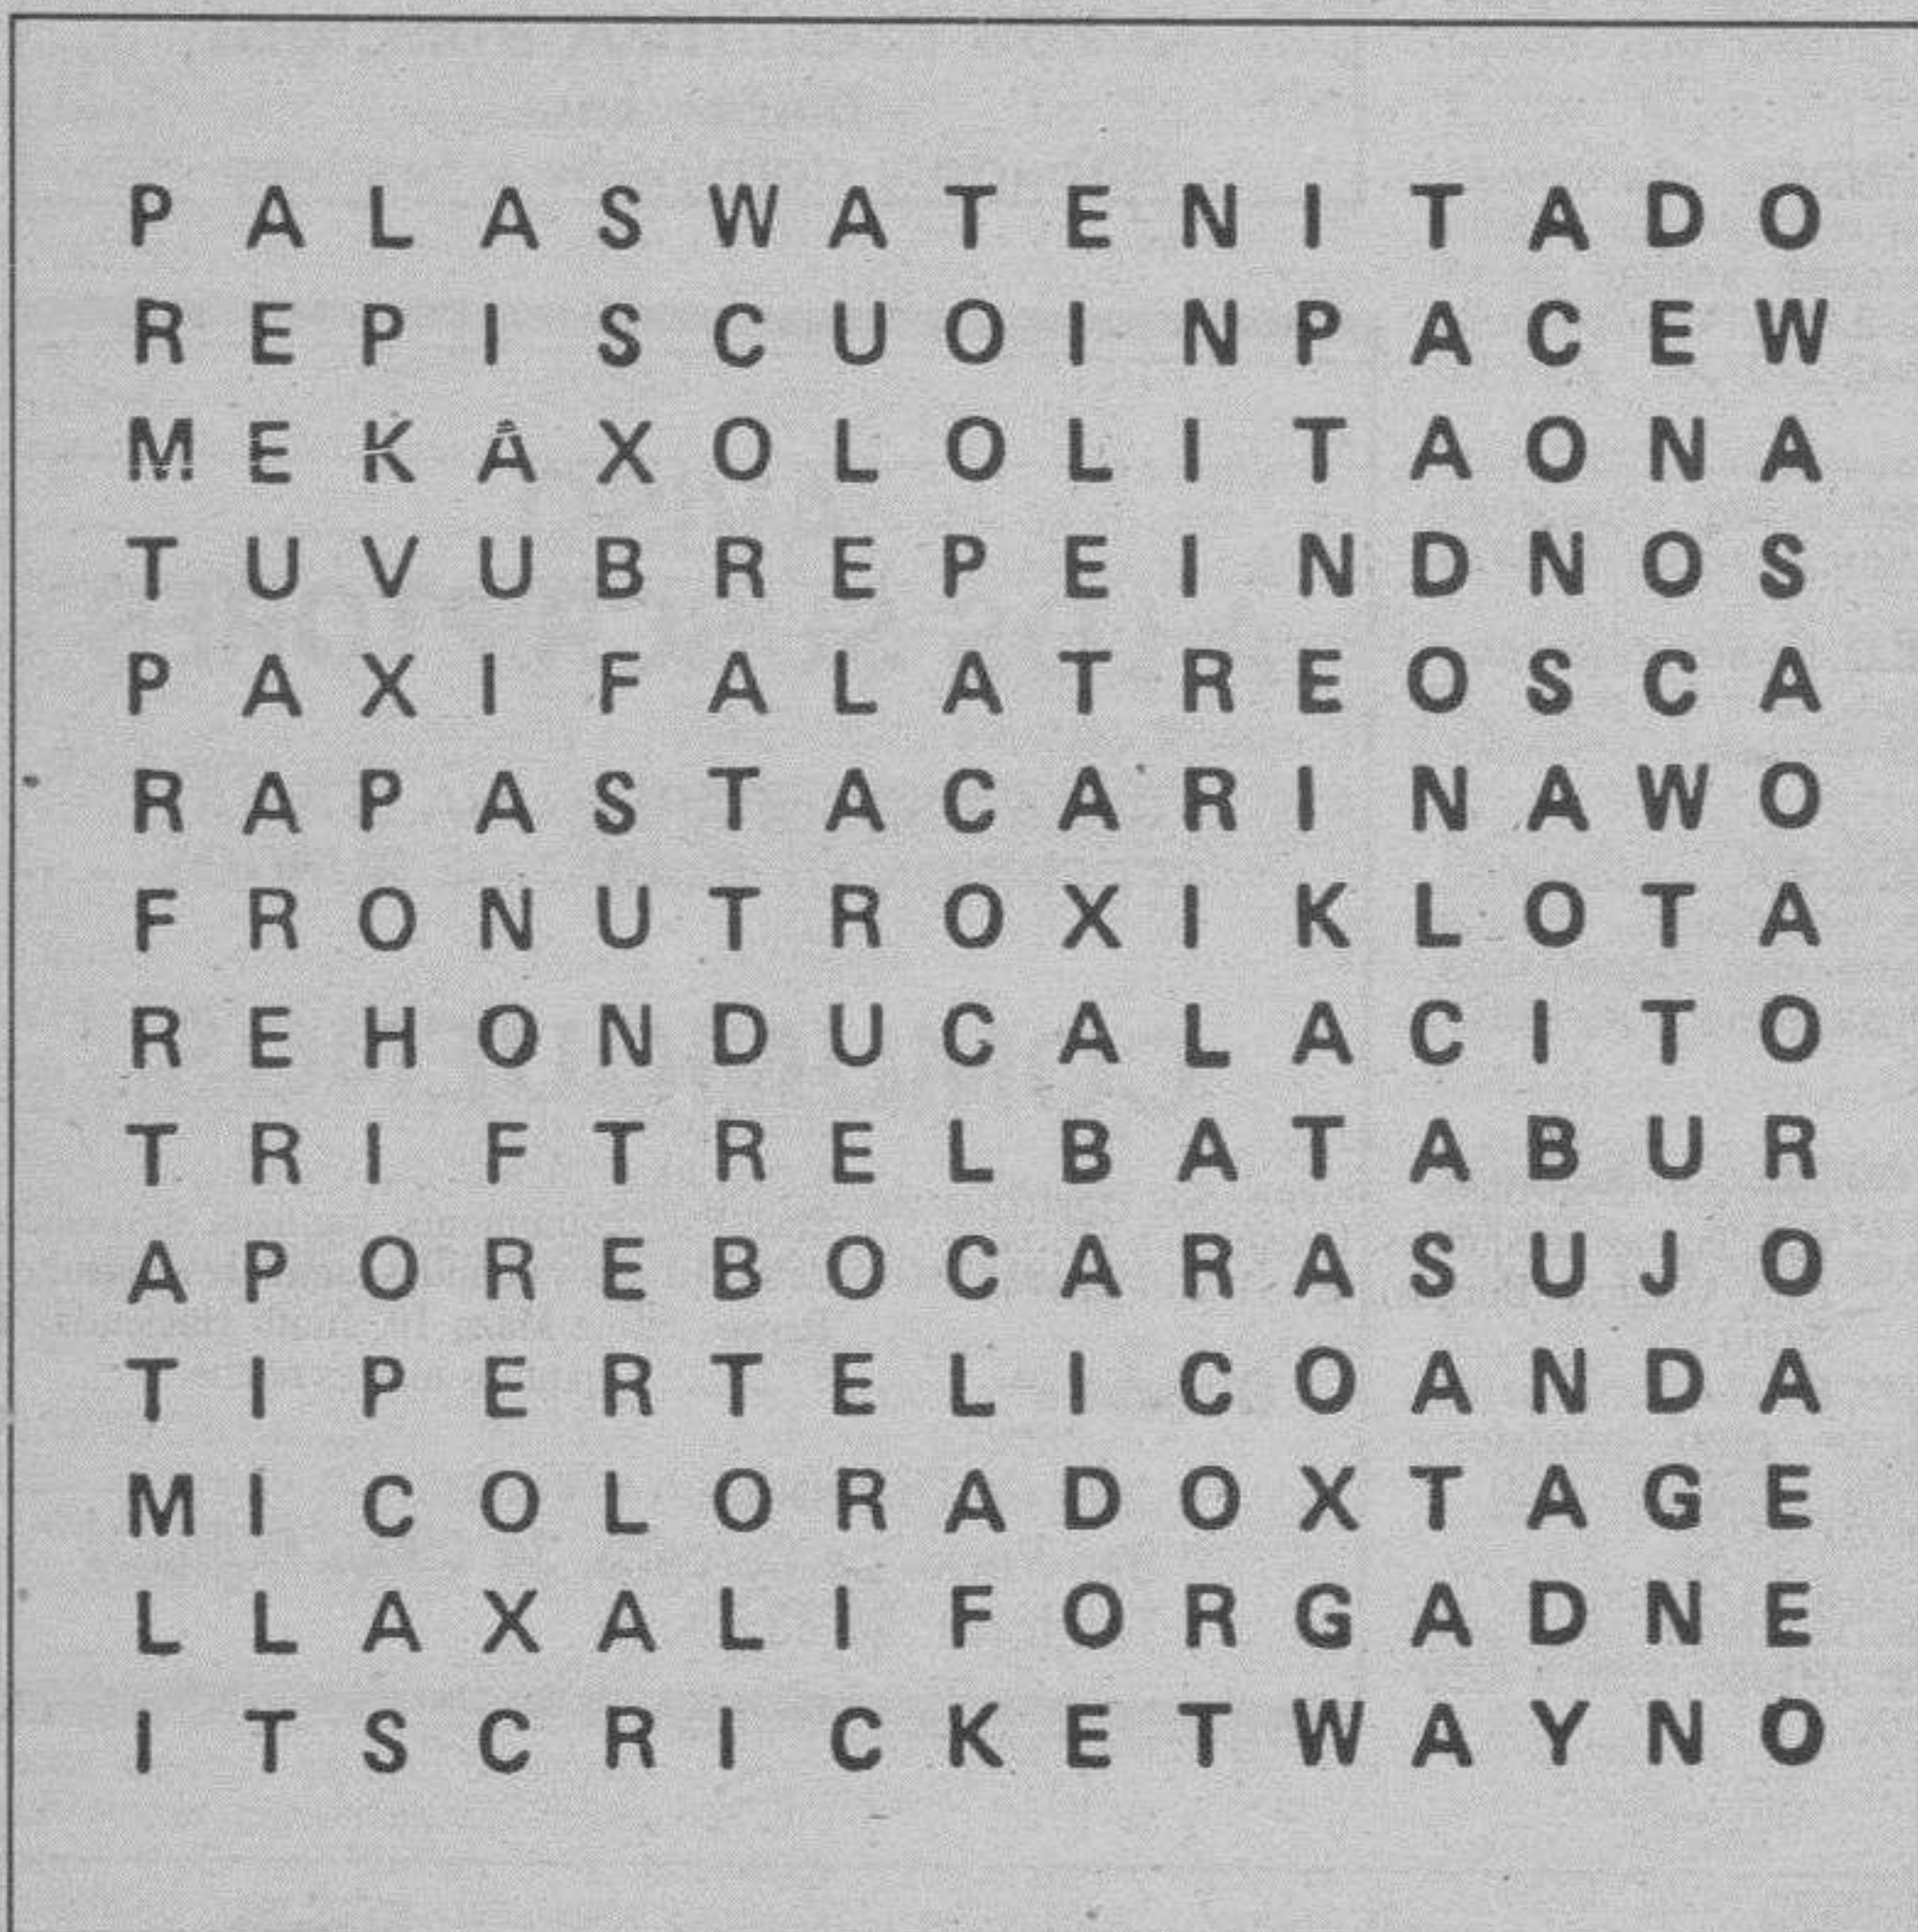 P A L A S W A T E N I T A D O
R E P I S C U O I N P A C E W
M E K A X O L O L I T A O N A
T U V U B R E P E I N D N O S
P A X I F A L A T R E O S C A
R A P A S T A C A R I N A W O
F R O N U T R O X I K L O T A
R E H O N D U C A L A C I T O
T R I F T R E L B A T A B U R
A P O R E B O C A R A S U J O
T I P E R T E L I C O A N D A
M I C O L O R A D O X T A G E
L L A X A L I F O R G A D N E
I T S C R I C K E T W A Y N O